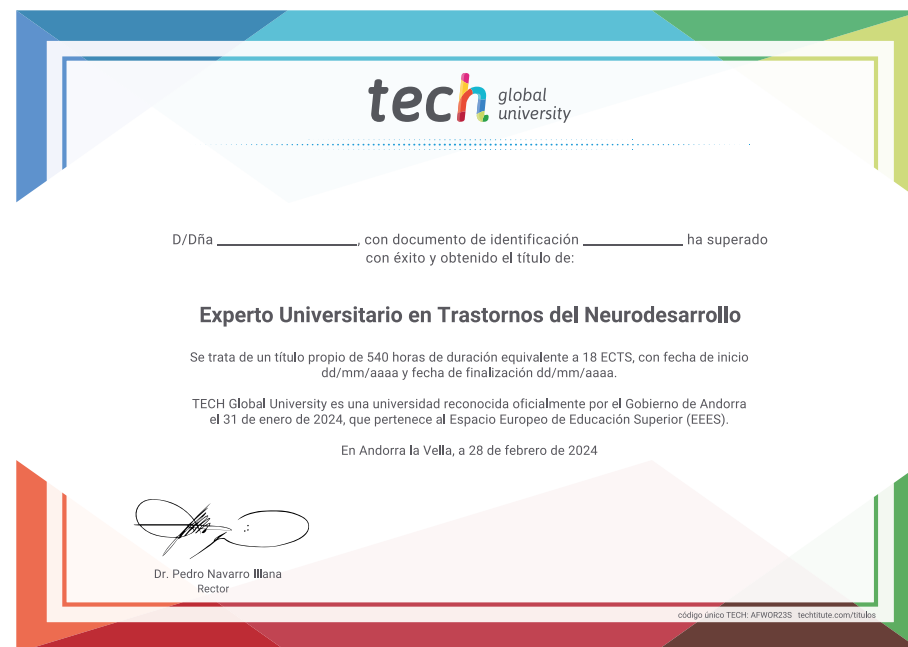 tech global university
D/Dña ____________________, con documento de identificación ______________ ha superado
con éxito y obtenido el título de:
Experto Universitario en Trastornos del Neurodesarrollo
Se trata de un título propio de 540 horas de duración equivalente a 18 ECTS, con fecha de inicio
dd/mm/aaaa y fecha de finalización dd/mm/aaaa.
TECH Global University es una universidad reconocida oficialmente por el Gobierno de Andorra
el 31 de enero de 2024, que pertenece al Espacio Europeo de Educación Superior (EEES).
En Andorra la Vella, a 28 de febrero de 2024
Dr. Pedro Navarro Illana
Rector
código único TECH: AFWOR23S techtitute.com/titulos